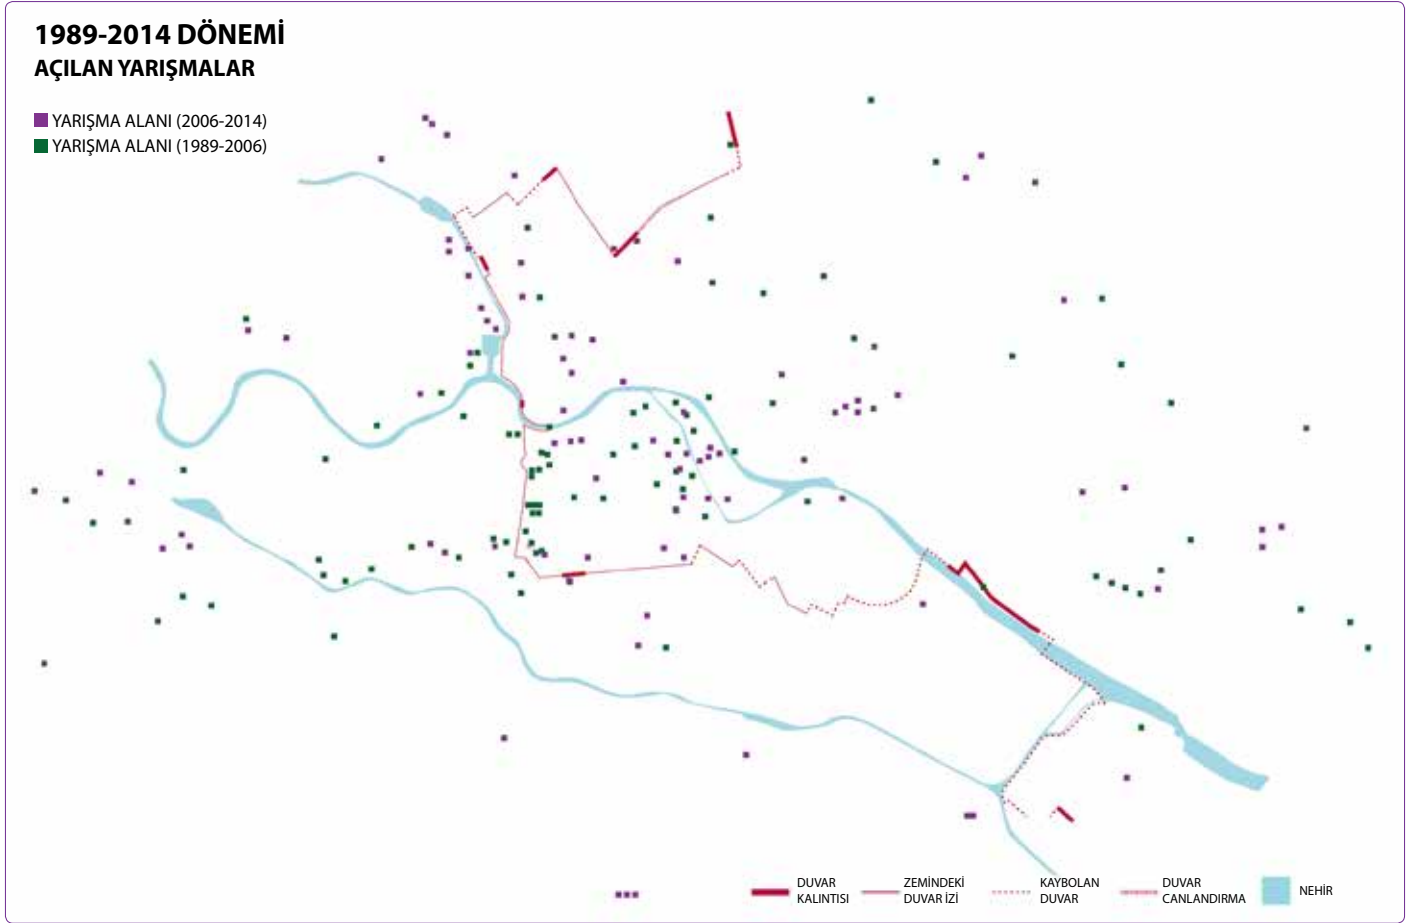 1989-2014 DÖNEMİ
AÇILAN YARIŞMALAR
YARIŞMA ALANI (2006-2014)
YARIŞMA ALANI (1989-2006)
DUVAR
KALINTISI
ZEMİNDEKİ
DUVAR İZİ
KAYBOLAN
DUVAR
DUVAR
CANLANDIRMA
NEHİR